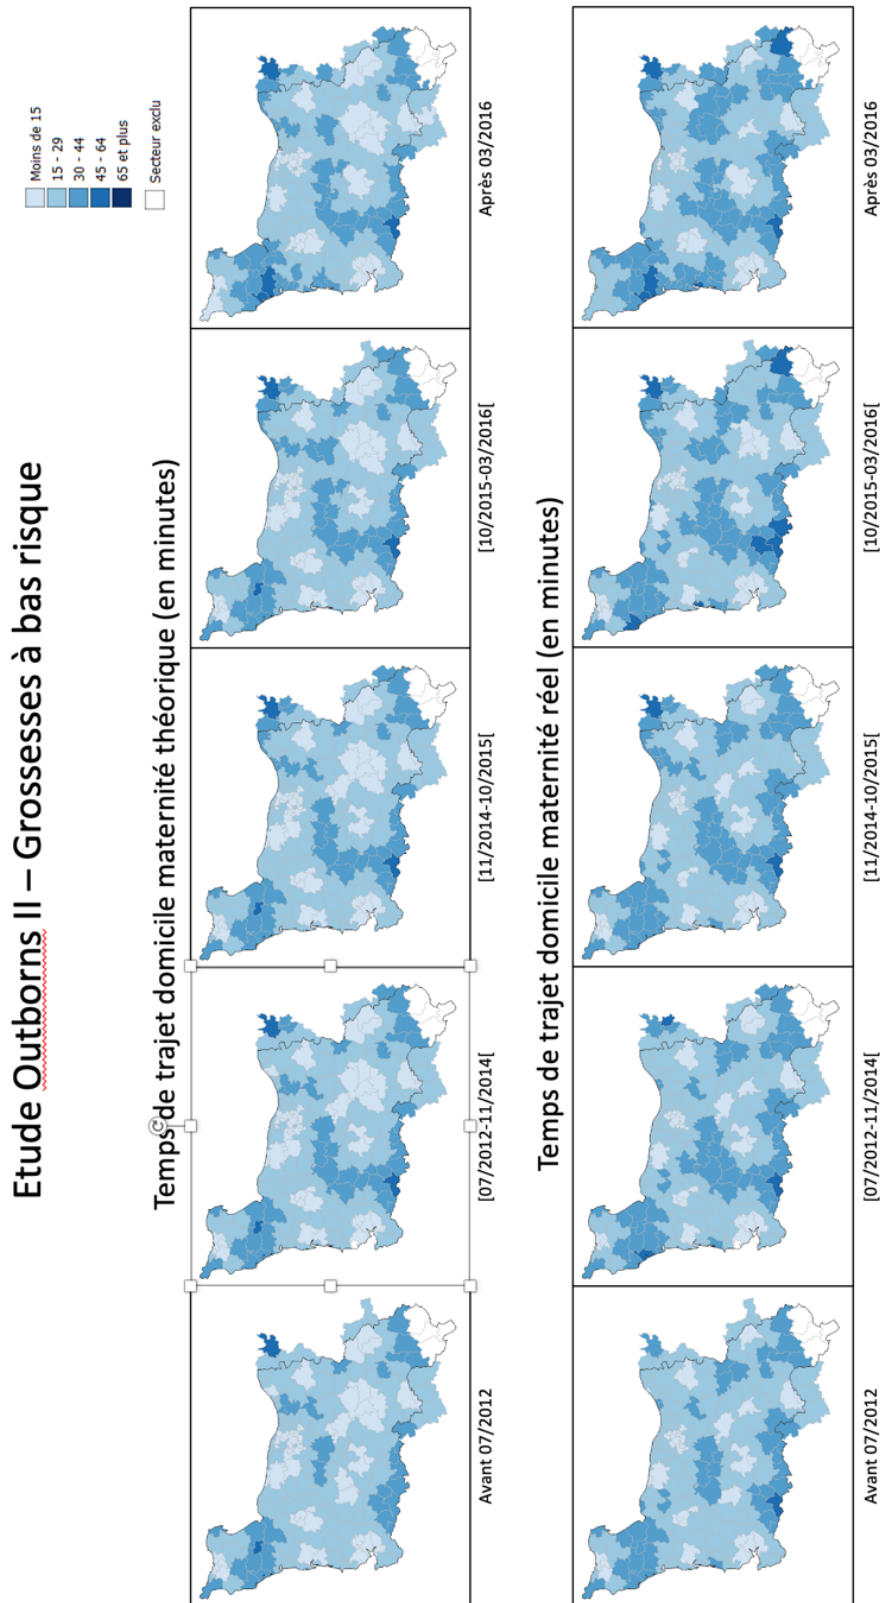 Etude Outborns II – Grossesses à bas risque
Moins de 15
15 - 29
30 - 44
45 - 64
65 et plus
Secteur exclu
Temps de trajet domicile maternité théorique (en minutes)
Avant 07/2012
[07/2012-11/2014[
[11/2014-10/2015[
[10/2015-03/2016[
Après 03/2016
Temps de trajet domicile maternité réel (en minutes)
Avant 07/2012
[07/2012-11/2014[
[11/2014-10/2015[
[10/2015-03/2016[
Après 03/2016